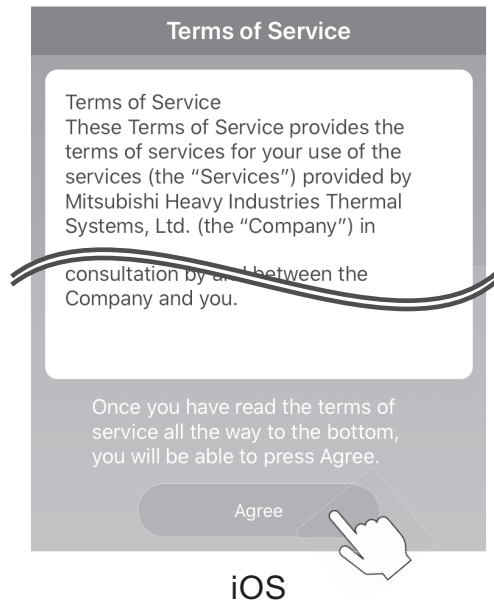 Terms of Service
Terms of Service
These Terms of Service provides the
terms of services for your use of the
services (the “Services”) provided by
Mitsubishi Heavy Industries Thermal
Systems, Ltd. (the “Company”) in
consultation by and between the
Company and you.
Once you have read the terms of
service all the way to the bottom,
you will be able to press Agree.
Agree
iOS